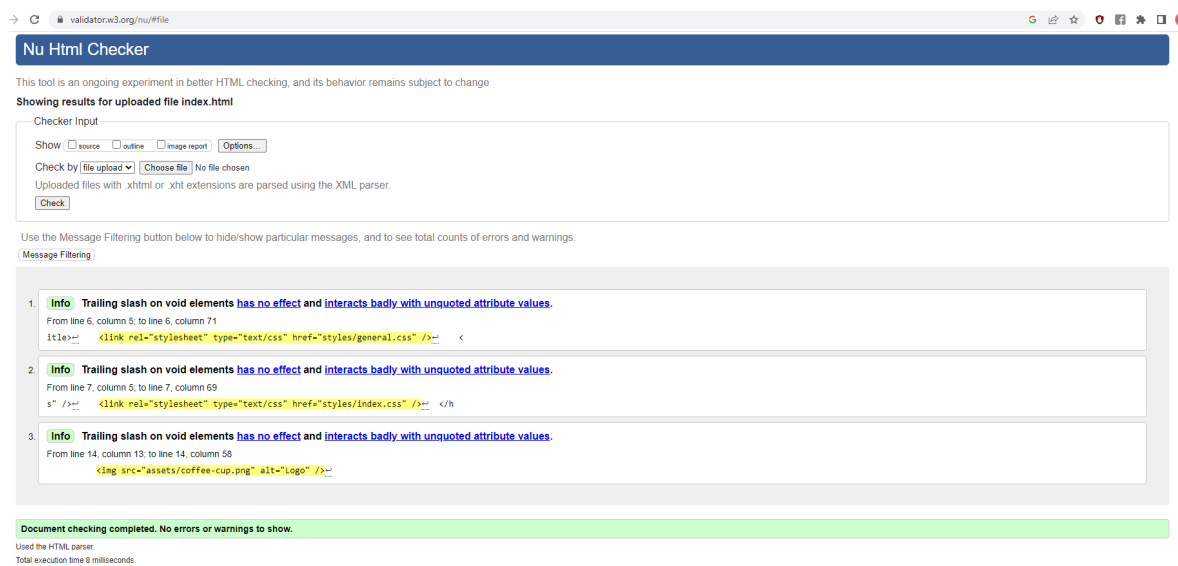 validator.w3.org/nu/#file
Nu Html Checker
This tool is an ongoing experiment in better HTML checking, and its behavior remains subject to change
Showing results for uploaded file index.html
Checker Input
Show source outline image report Options...
Check by file upload Choose file No file chosen
Uploaded files with .xhtml or .xht extensions are parsed using the XML parser.
Check
Use the Message Filtering button below to hide/show particular messages, and to see total counts of errors and warnings.
Message Filtering
1. Info Trailing slash on void elements has no effect and interacts badly with unquoted attribute values.
From line 6, column 5; to line 6, column 71
itle>↩ <link rel="stylesheet" type="text/css" href="styles/general.css" />↩ <
2. Info Trailing slash on void elements has no effect and interacts badly with unquoted attribute values.
From line 7, column 5; to line 7, column 69
s" />↩ <link rel="stylesheet" type="text/css" href="styles/index.css" />↩ </h
3. Info Trailing slash on void elements has no effect and interacts badly with unquoted attribute values.
From line 14, column 13; to line 14, column 58
<img src="assets/coffee-cup.png" alt="Logo" />↩
Document checking completed. No errors or warnings to show.
Used the HTML parser.
Total execution time 8 milliseconds.